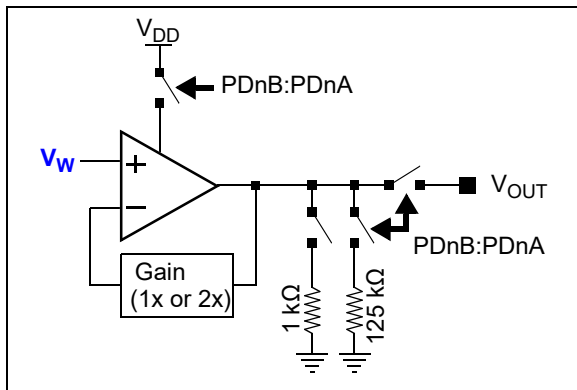 VDD
PDnB:PDnA
VW
+
VOUT
−
PDnB:PDnA
Gain
(1x or 2x)
1 kΩ
125 kΩ